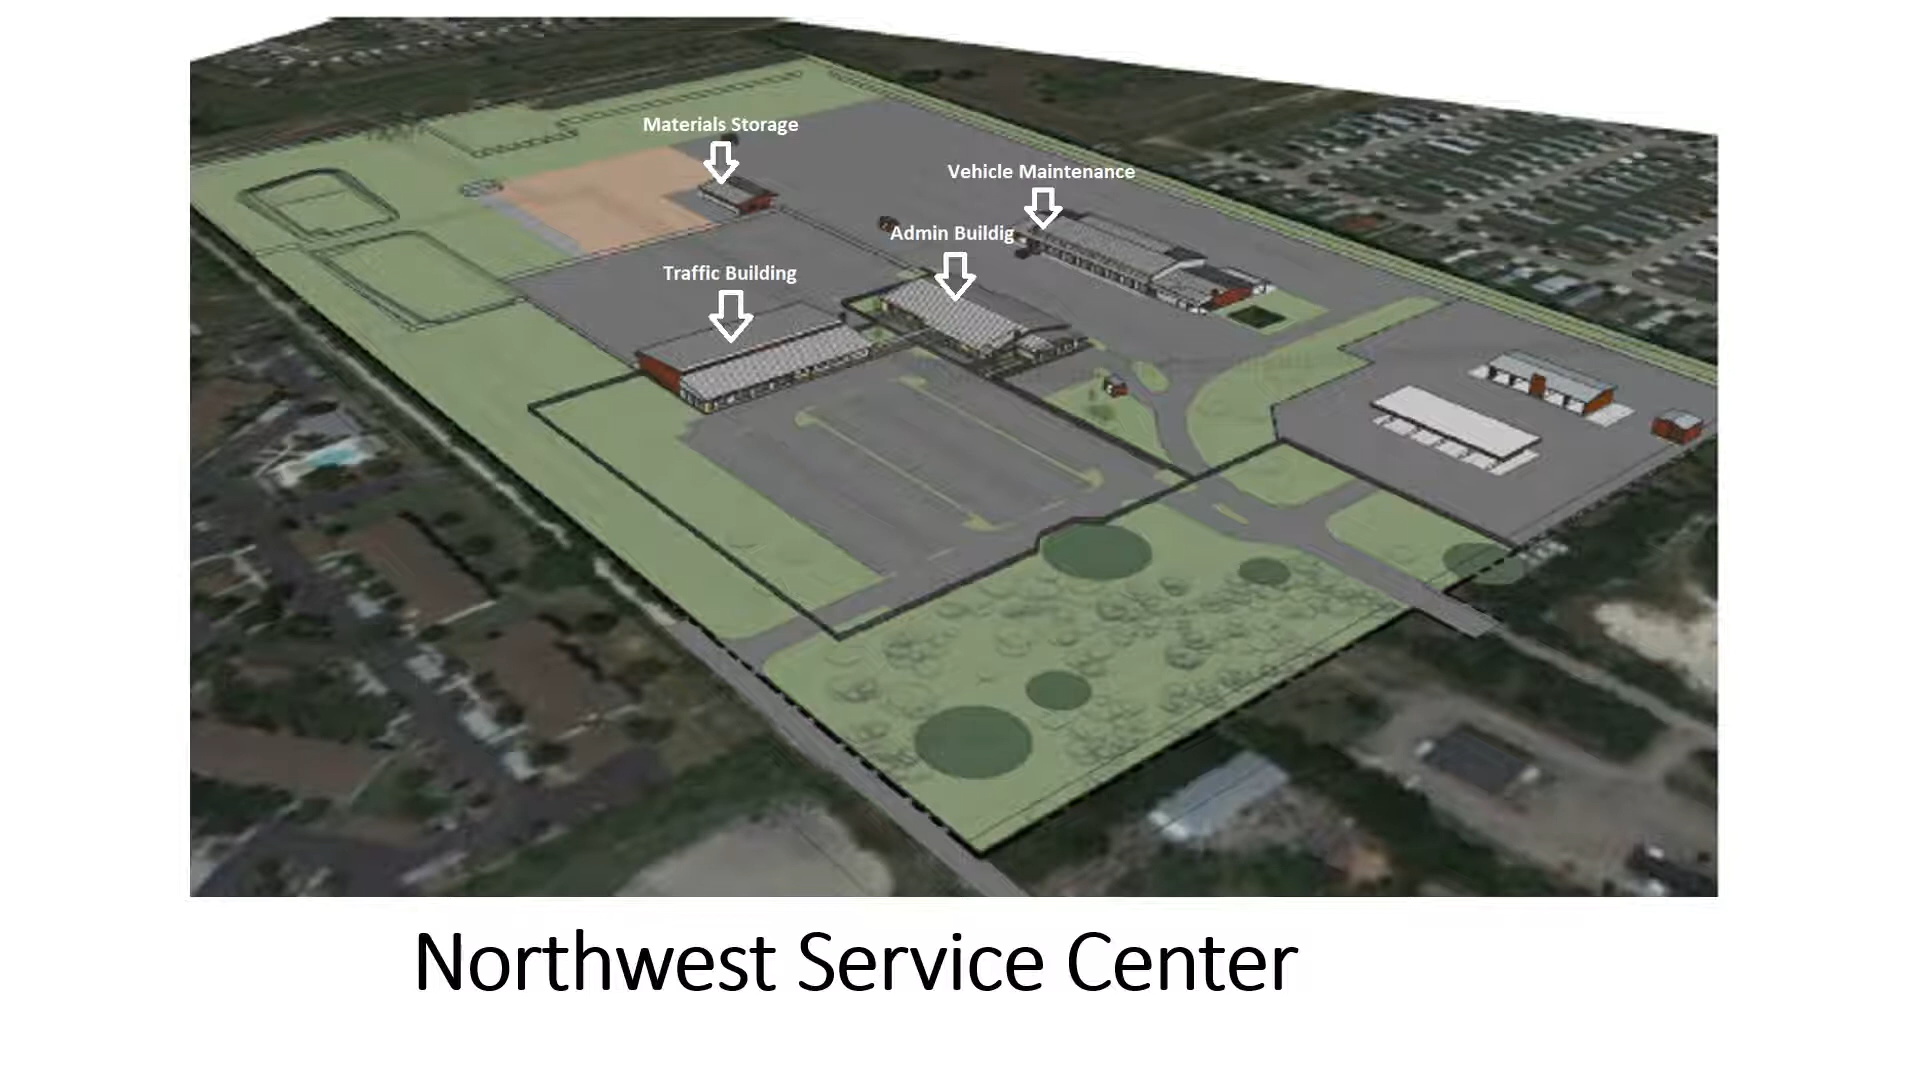 Materials Storage
Vehicle Maintenance
Admin Buildig
Traffic Building
Northwest Service Center